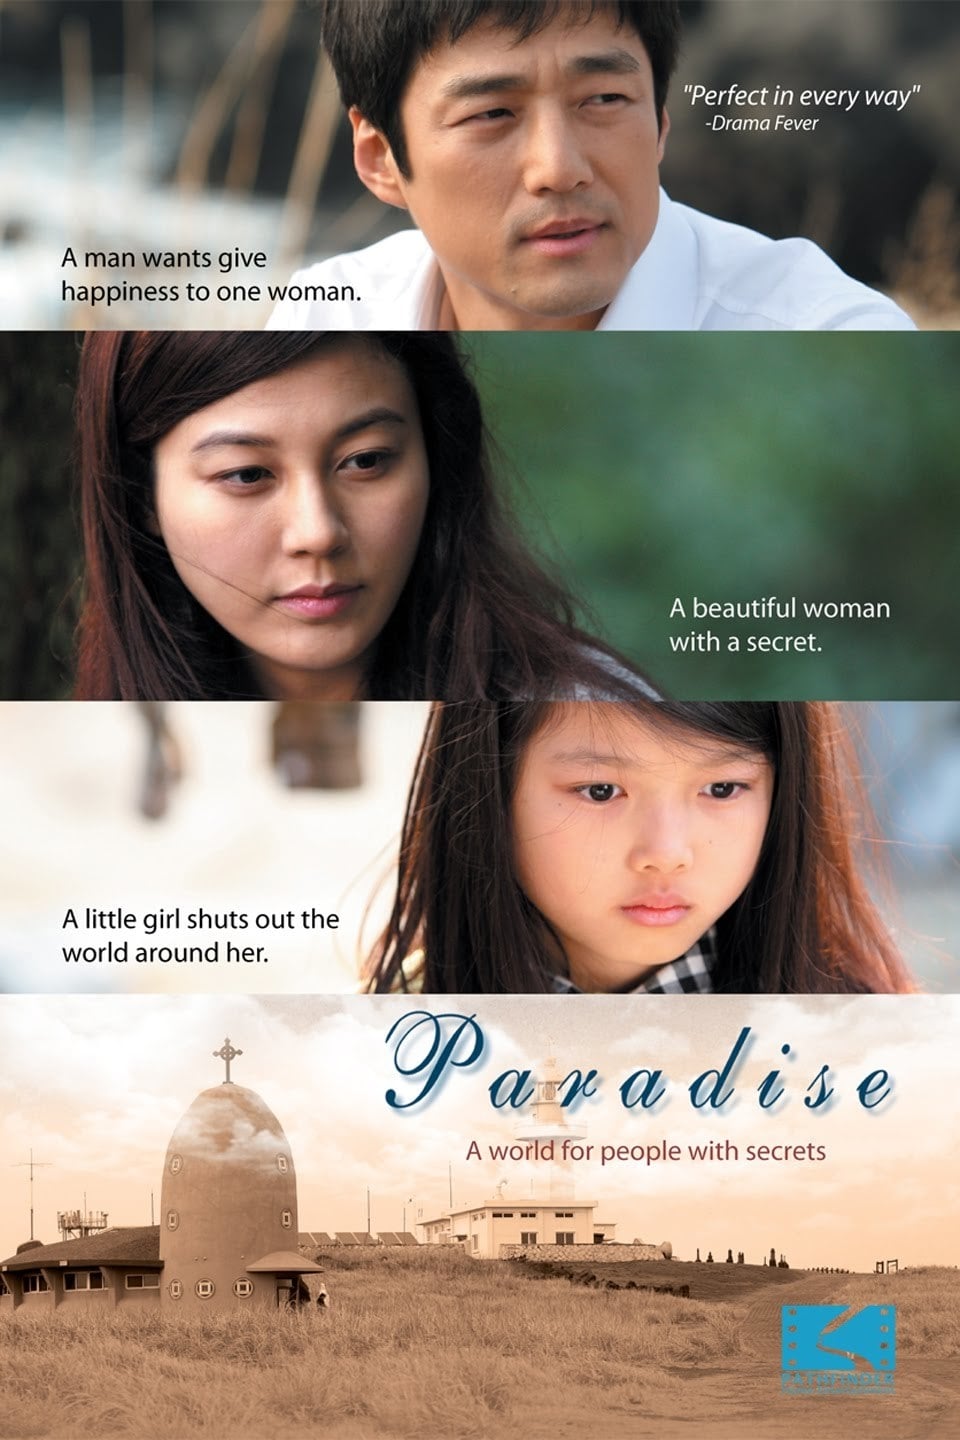 "Perfect in every way"
-Drama Fever
A man wants give
happiness to one woman.
A beautiful woman
with a secret.
A little girl shuts out the
world around her.
Paradise
A world for people with secrets
PATHFINDER